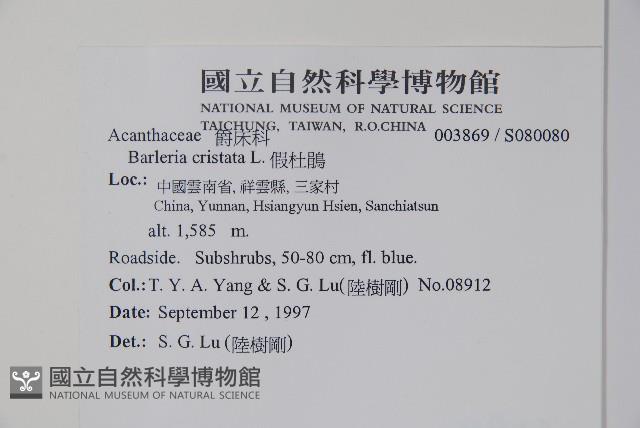 國立自然科學博物館
NATIONAL MUSEUM OF NATURAL SCIENCE
TAICHUNG, TAIWAN, R.O.CHINA
Acanthaceae 爵床科 003869 / S080080
Barleria cristata L. 假杜鵑
Loc.: 中國雲南省, 祥雲縣, 三家村
China, Yunnan, Hsiangyun Hsien, Sanchiatsun
alt. 1,585 m.
Roadside. Subshrubs, 50-80 cm, fl. blue.
Col.: T. Y. A. Yang & S. G. Lu (陸樹剛) No.08912
Date: September 12 , 1997
Det.: S. G. Lu (陸樹剛)
國立自然科學博物館
NATIONAL MUSEUM OF NATURAL SCIENCE